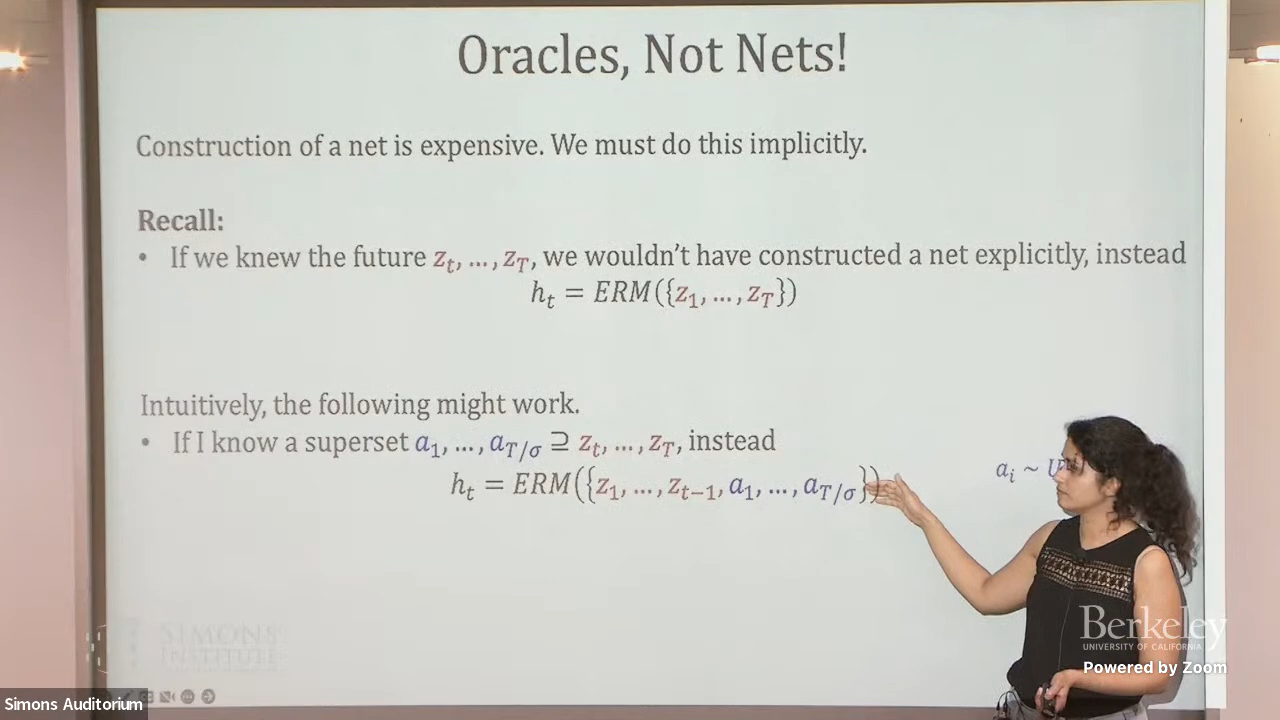 Oracles, Not Nets!
Construction of a net is expensive. We must do this implicitly.
Recall:
• If we knew the future z_t, …, z_T, we wouldn't have constructed a net explicitly, instead
h_t = ERM({z_1, …, z_T})
Intuitively, the following might work.
• If I know a superset a_1, …, a_{T/σ} ⊇ z_t, …, z_T, instead
h_t = ERM({z_1, …, z_{t−1}, a_1, …, a_{T/σ}})
a_i ~ U
SIMONS
INSTITUTE
Berkeley
UNIVERSITY OF CALIFORNIA
Powered by Zoom
Simons Auditorium